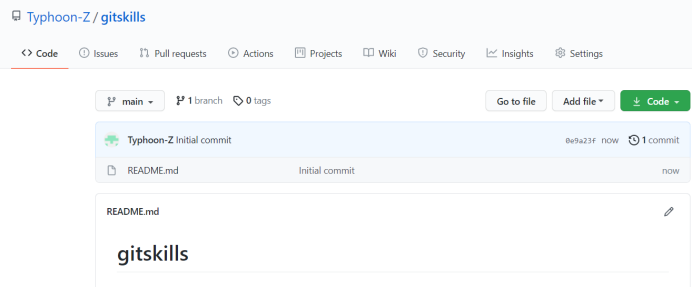 Typhoon-Z / gitskills
Code Issues Pull requests Actions Projects Wiki Security Insights Settings
main 1 branch 0 tags Go to file Add file Code
Typhoon-Z Initial commit 0e9a23f now 1 commit
README.md Initial commit now
README.md
gitskills